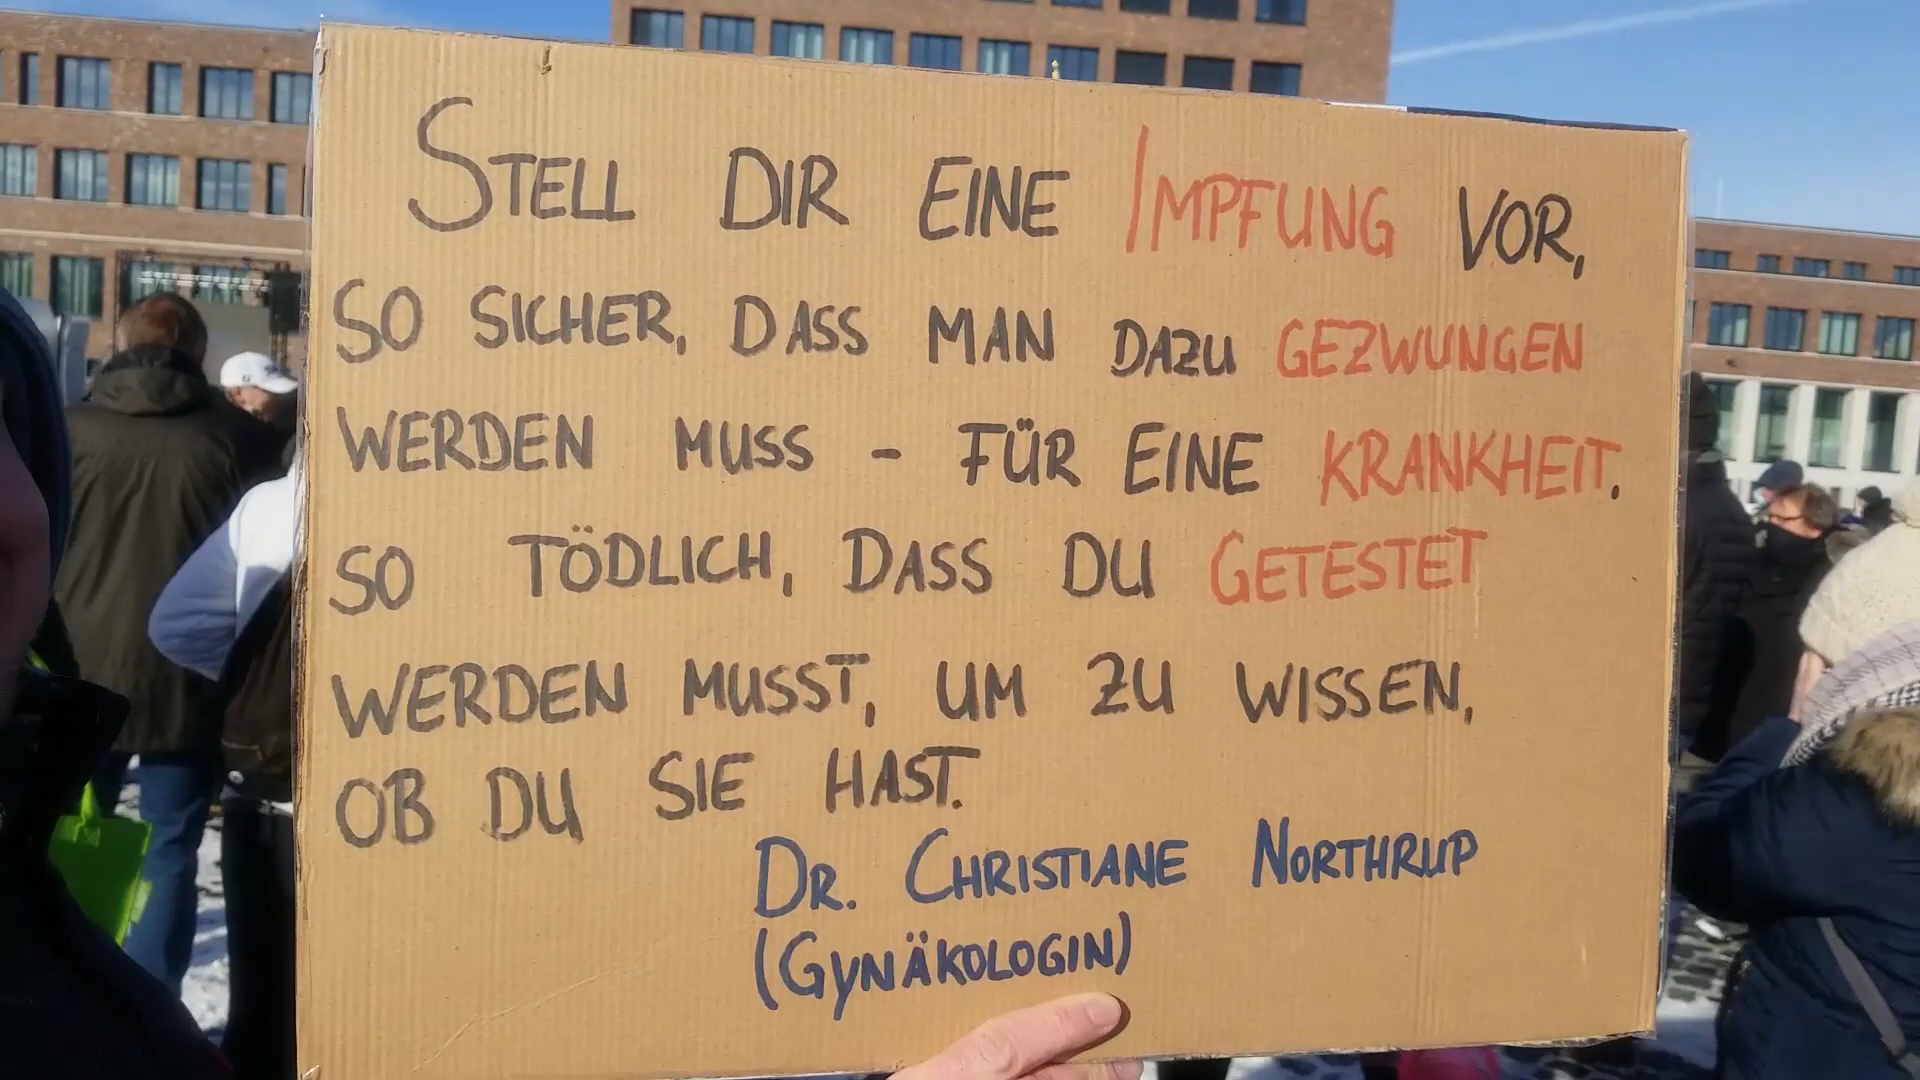 STELL DIR EINE IMPFUNG VOR,
SO SICHER, DASS MAN DAZU GEZWUNGEN
WERDEN MUSS - FÜR EINE KRANKHEIT.
SO TÖDLICH, DASS DU GETESTET
WERDEN MUSST, UM ZU WISSEN,
OB DU SIE HAST.
DR. CHRISTIANE NORTHRUP
(GYNÄKOLOGIN)